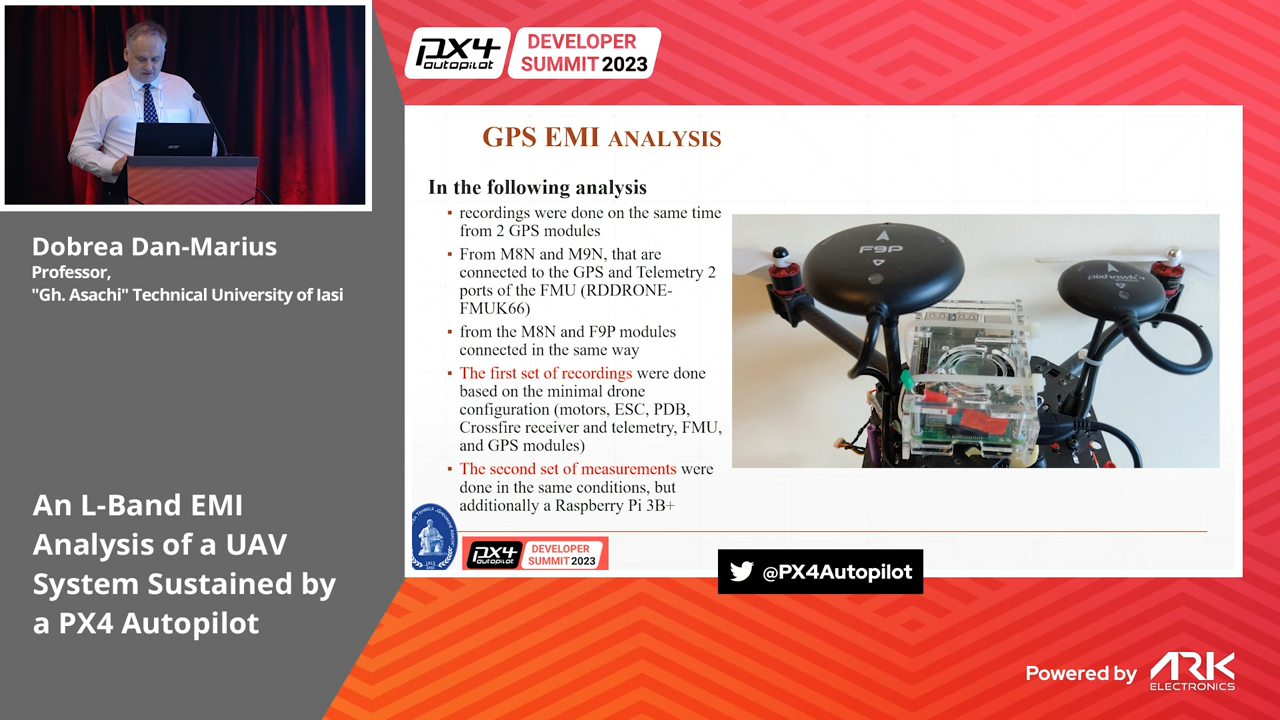 PX4
autopilot
DEVELOPER
SUMMIT 2023
GPS EMI ANALYSIS
In the following analysis
▪ recordings were done on the same time
from 2 GPS modules
▪ From M8N and M9N, that are
connected to the GPS and Telemetry 2
ports of the FMU (RDDRONE-
FMUK66)
▪ from the M8N and F9P modules
connected in the same way
▪ The first set of recordings were done
based on the minimal drone
configuration (motors, ESC, PDB,
Crossfire receiver and telemetry, FMU,
and GPS modules)
▪ The second set of measurements were
done in the same conditions, but
additionally a Raspberry Pi 3B+
F9P
pixhawk 4
acer
Dobrea Dan-Marius
Professor,
"Gh. Asachi" Technical University of Iasi
An L-Band EMI
Analysis of a UAV
System Sustained by
a PX4 Autopilot
PX4
autopilot
DEVELOPER
SUMMIT 2023
@PX4Autopilot
Powered by ARK
ELECTRONICS